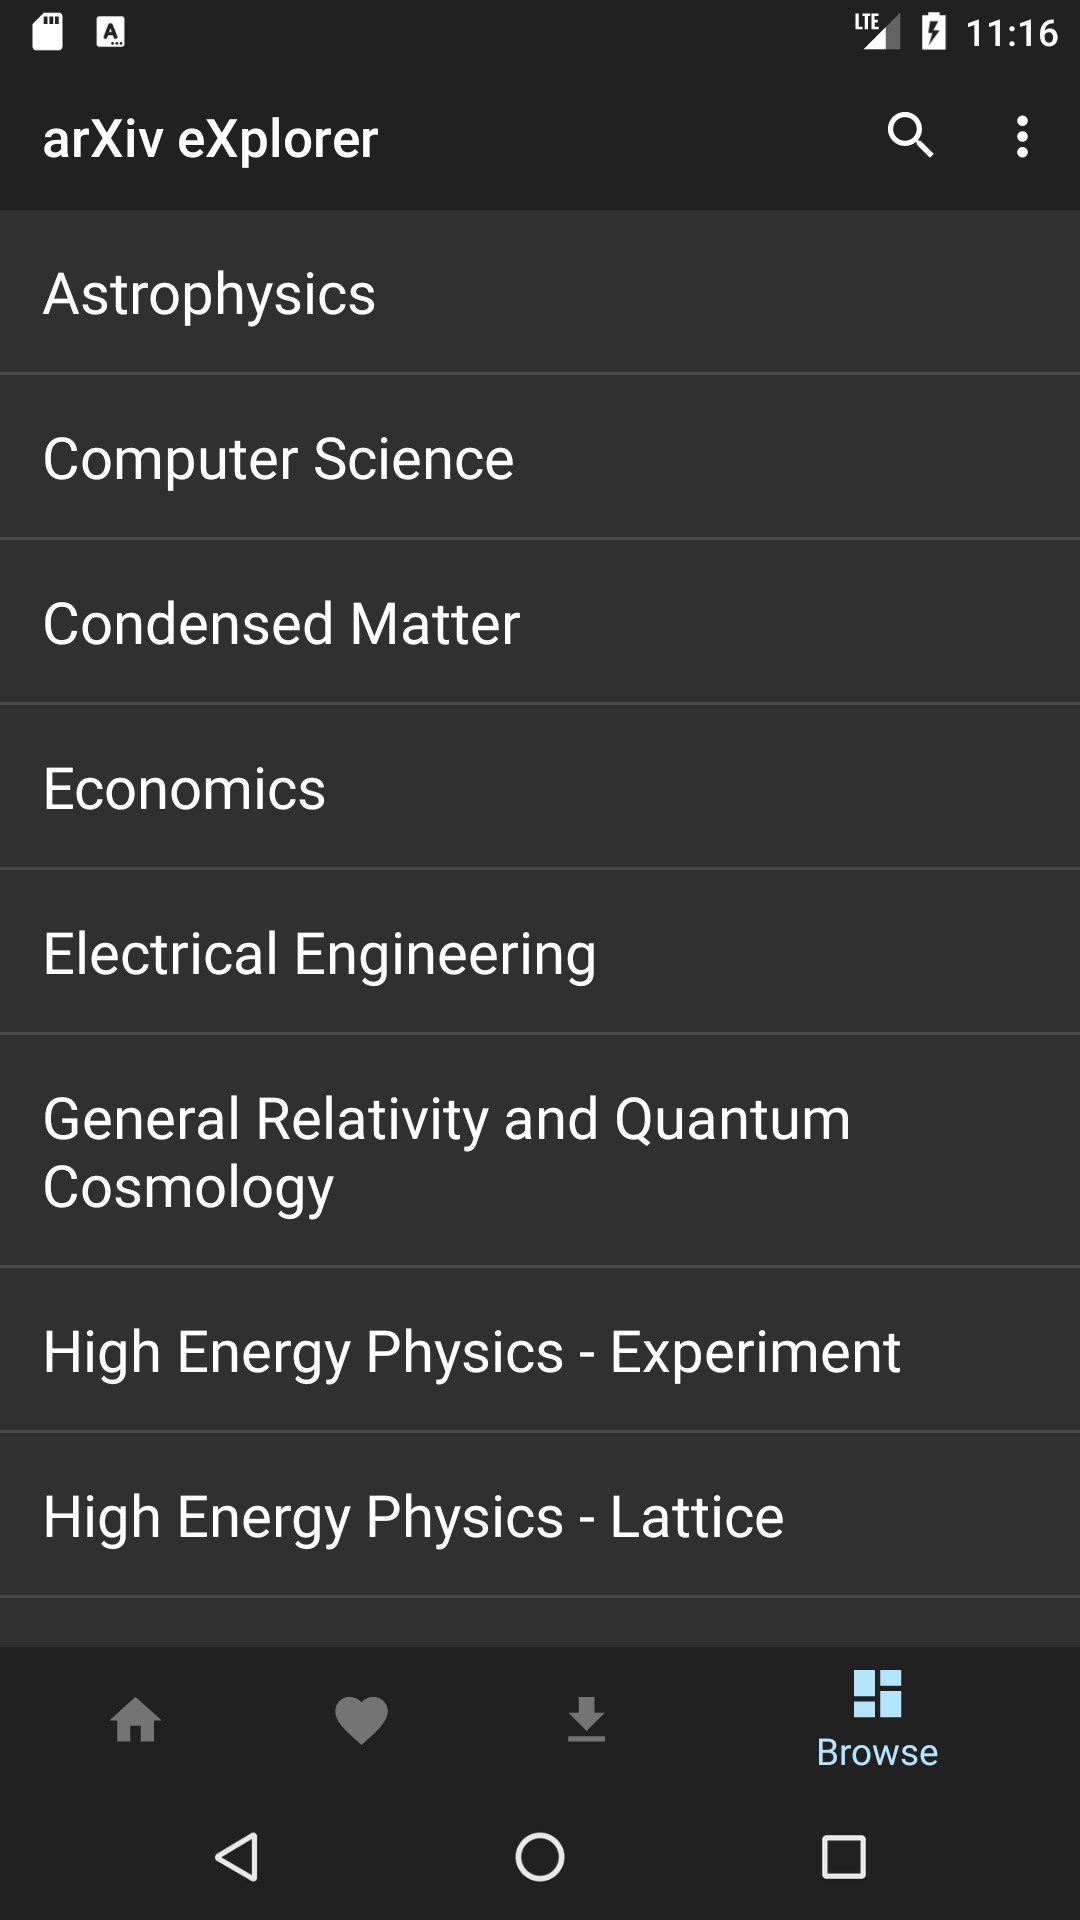 LTE 11:16
arXiv eXplorer
Astrophysics
Computer Science
Condensed Matter
Economics
Electrical Engineering
General Relativity and Quantum
Cosmology
High Energy Physics - Experiment
High Energy Physics - Lattice
Browse